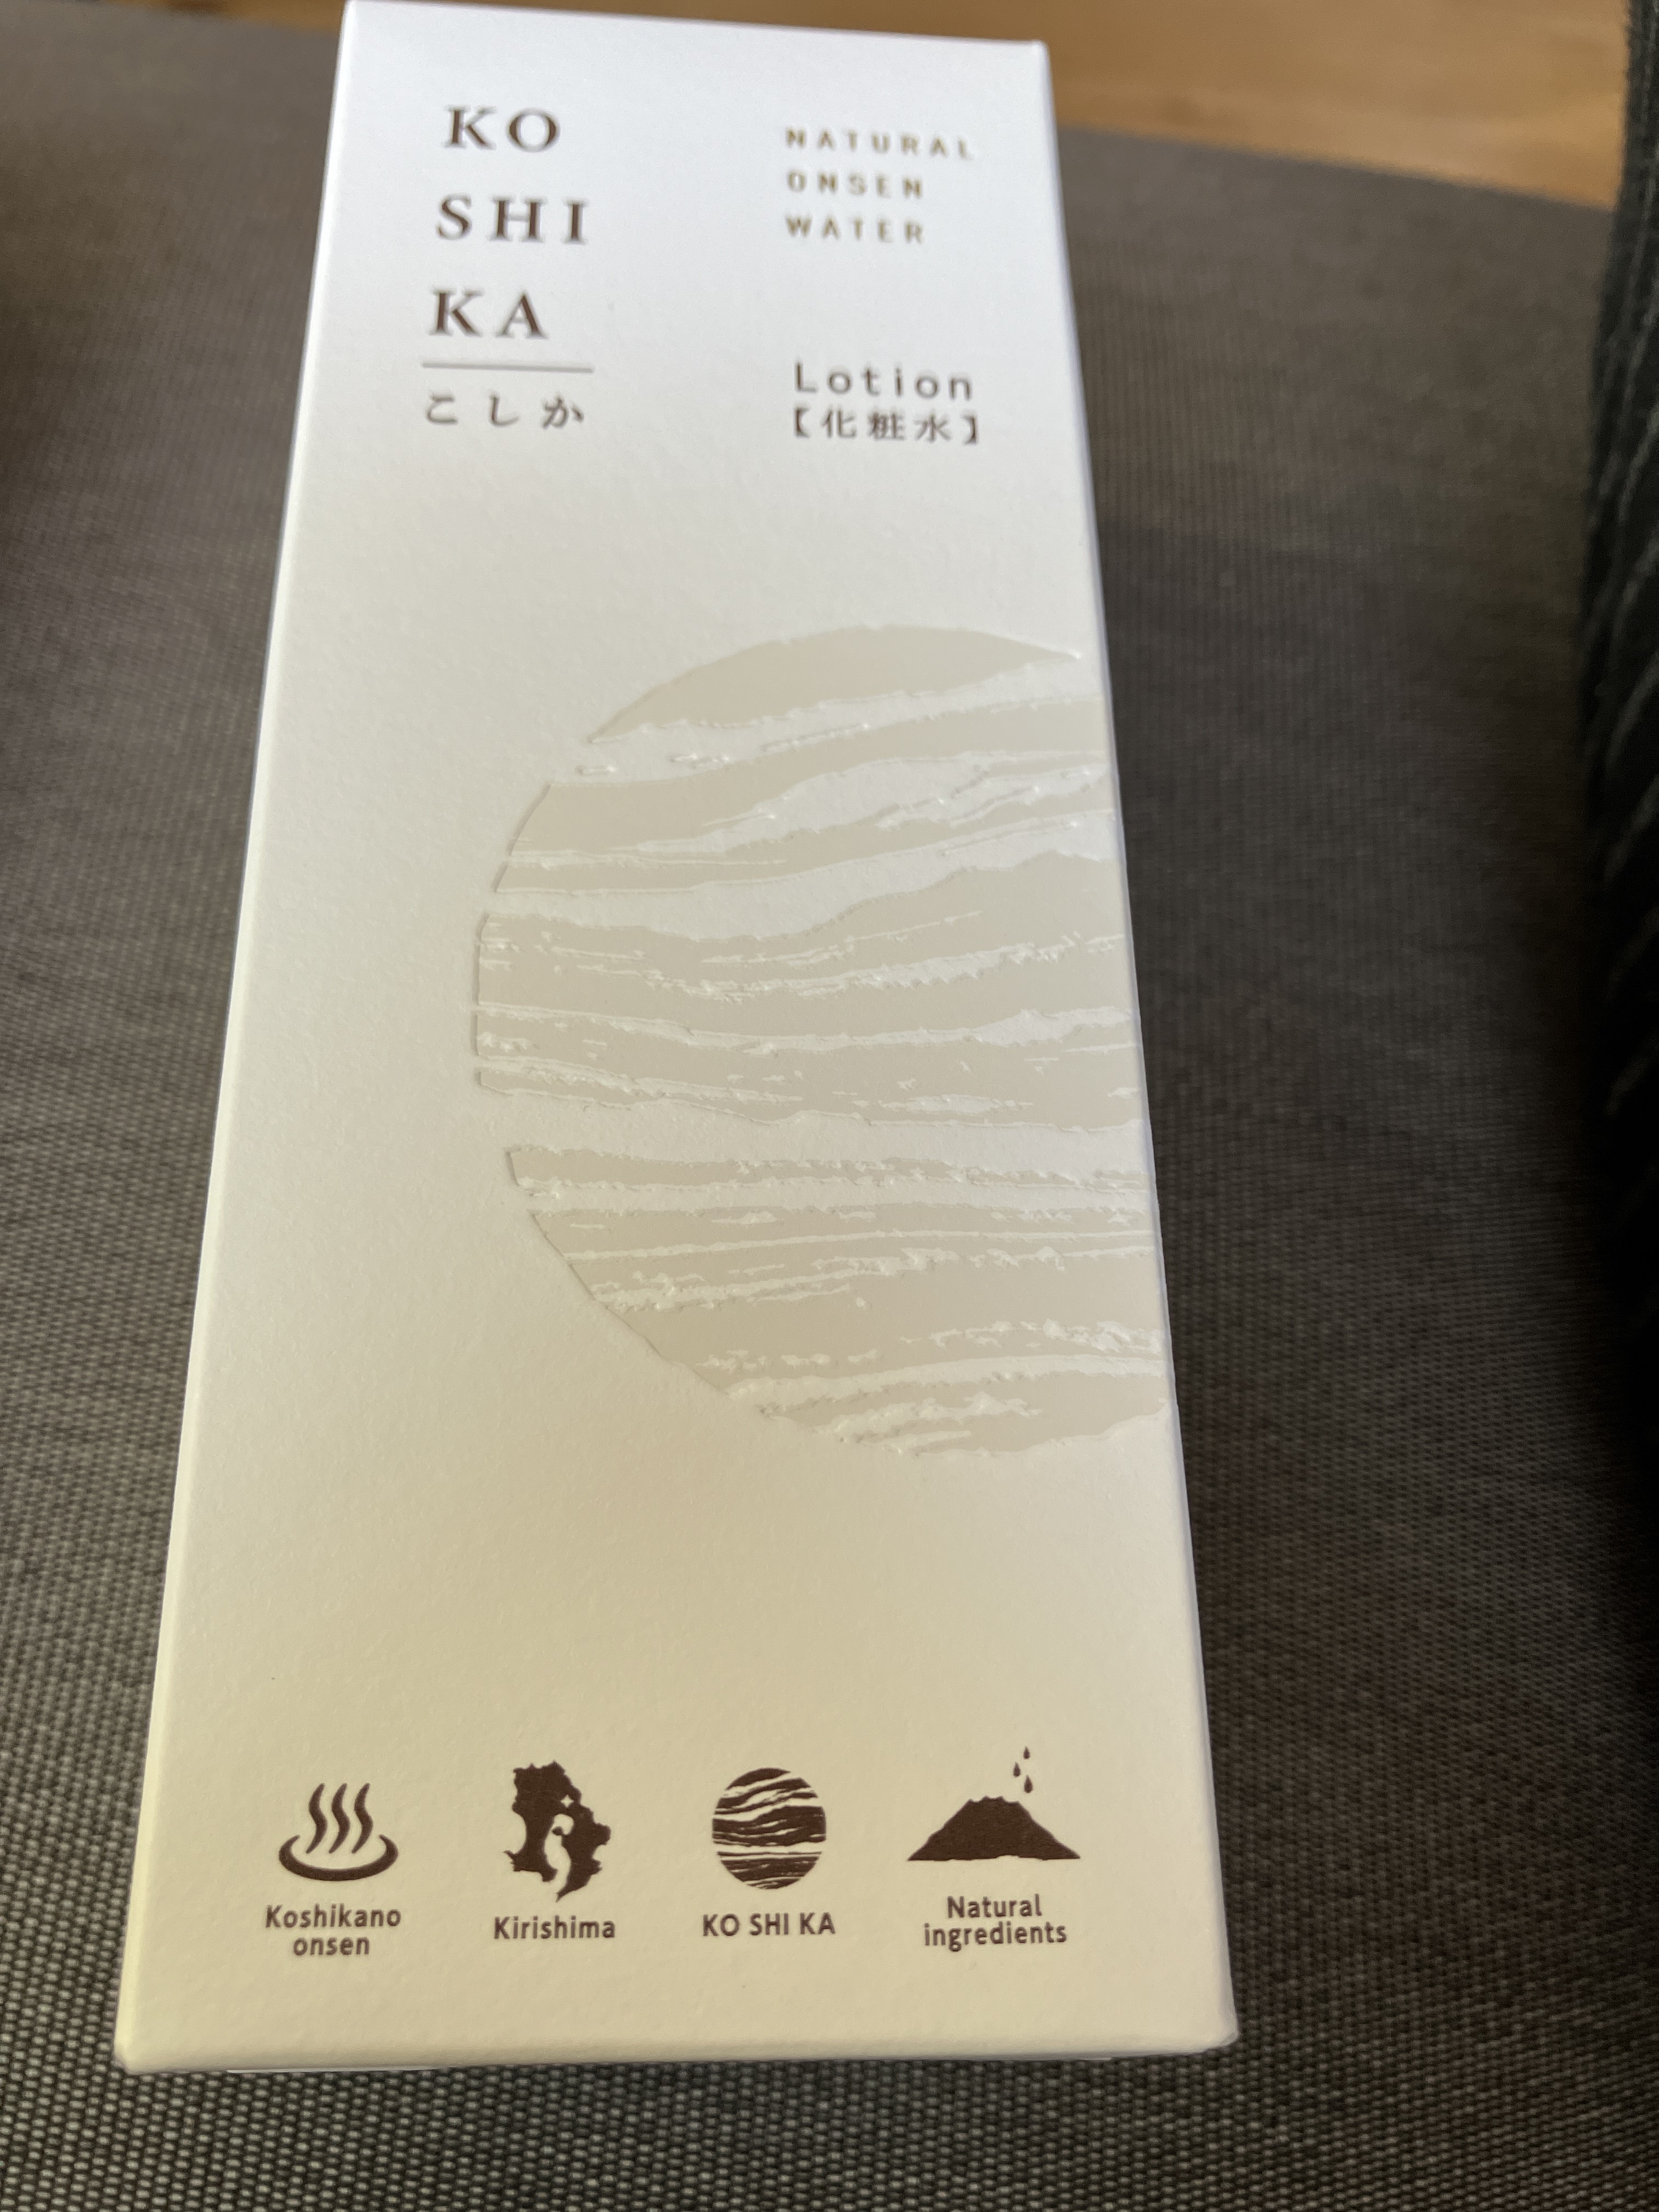 KO
SHI
KA
こしか
NATURAL
ONSEN
WATER
Lotion
【化粧水】
Koshikano
onsen
Kirishima
KO SHI KA
Natural
ingredients